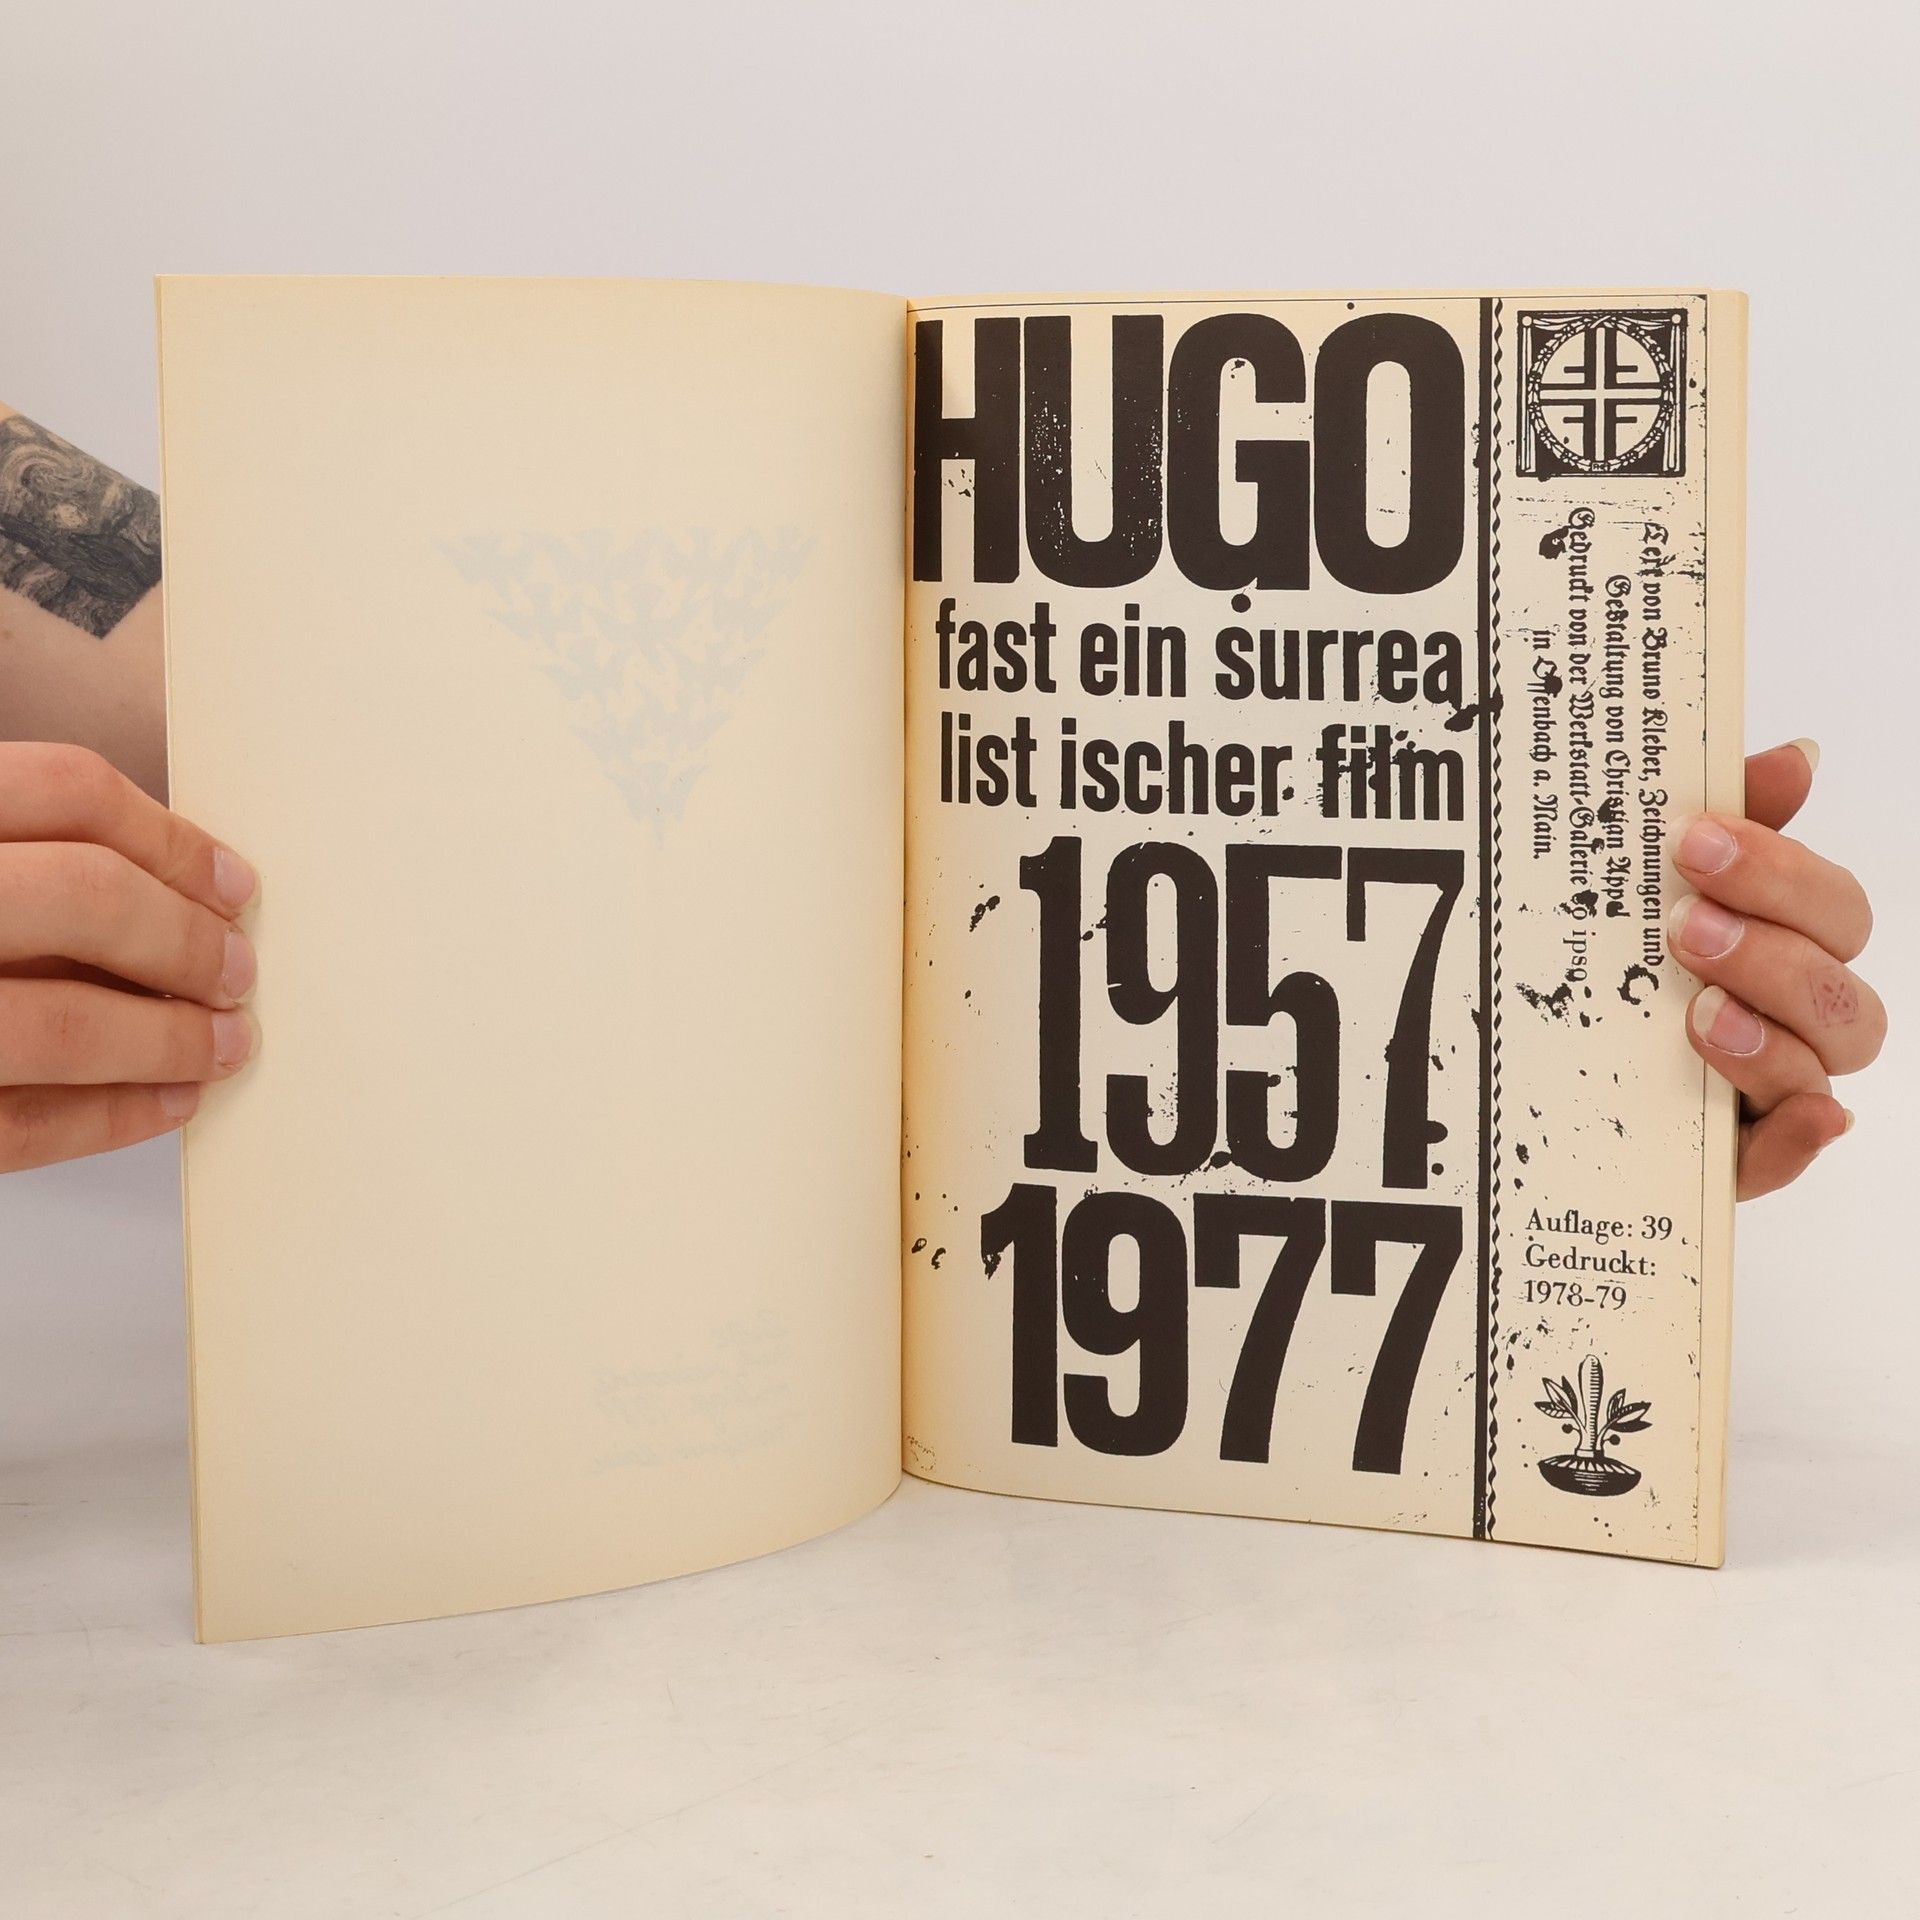 HUGO
fast ein surrea
list ischer film
1957
1977
Text von Bruno Kleber, Zeichnungen und
Gestaltung von Christian Appel
Gedruckt von der Werkstatt-Galerie eo ipso
in Offenbach a. Main.
Auflage: 39
Gedruckt:
1978-79